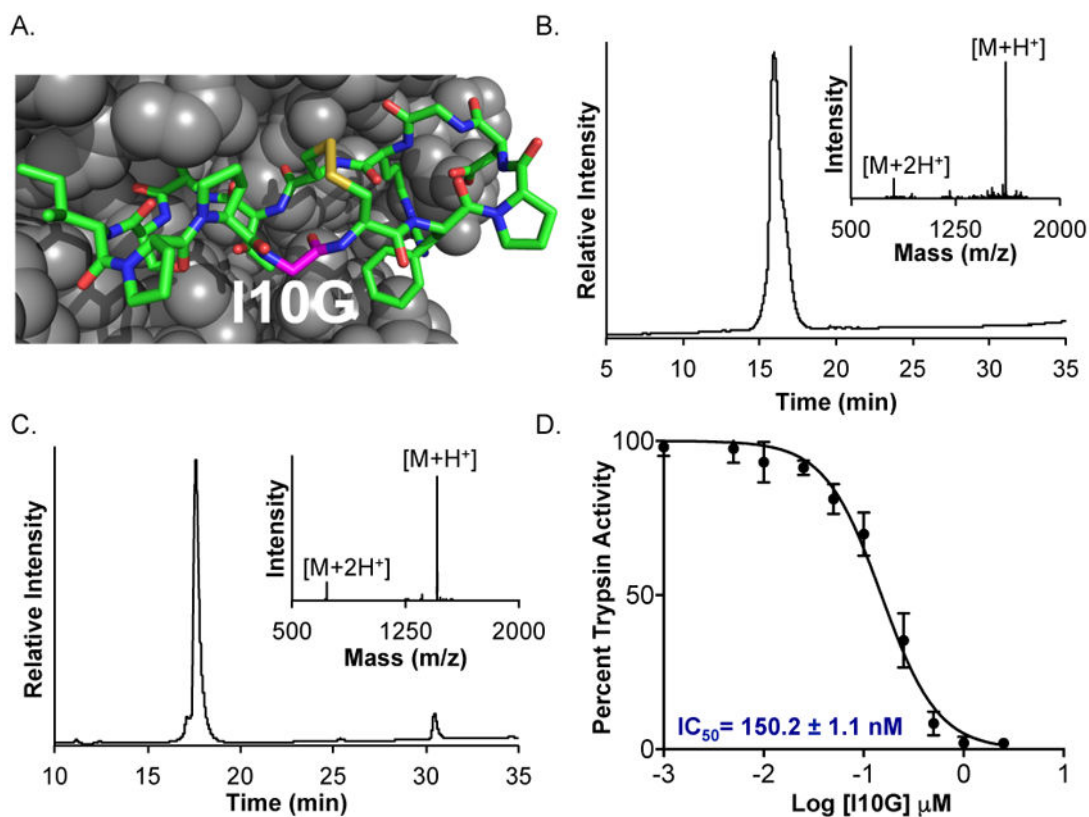 A.
I10G
B.
Relative Intensity
[M+H⁺]
[M+2H⁺]
Intensity
500 1250 2000
Mass (m/z)
5 10 15 20 25 30 35
Time (min)
C.
Relative Intensity
[M+H⁺]
[M+2H⁺]
Intensity
500 1250 2000
Mass (m/z)
10 15 20 25 30 35
Time (min)
D.
Percent Trypsin Activity
100
50
0
IC₅₀= 150.2 ± 1.1 nM
-3 -2 -1 0 1
Log [I10G] μM